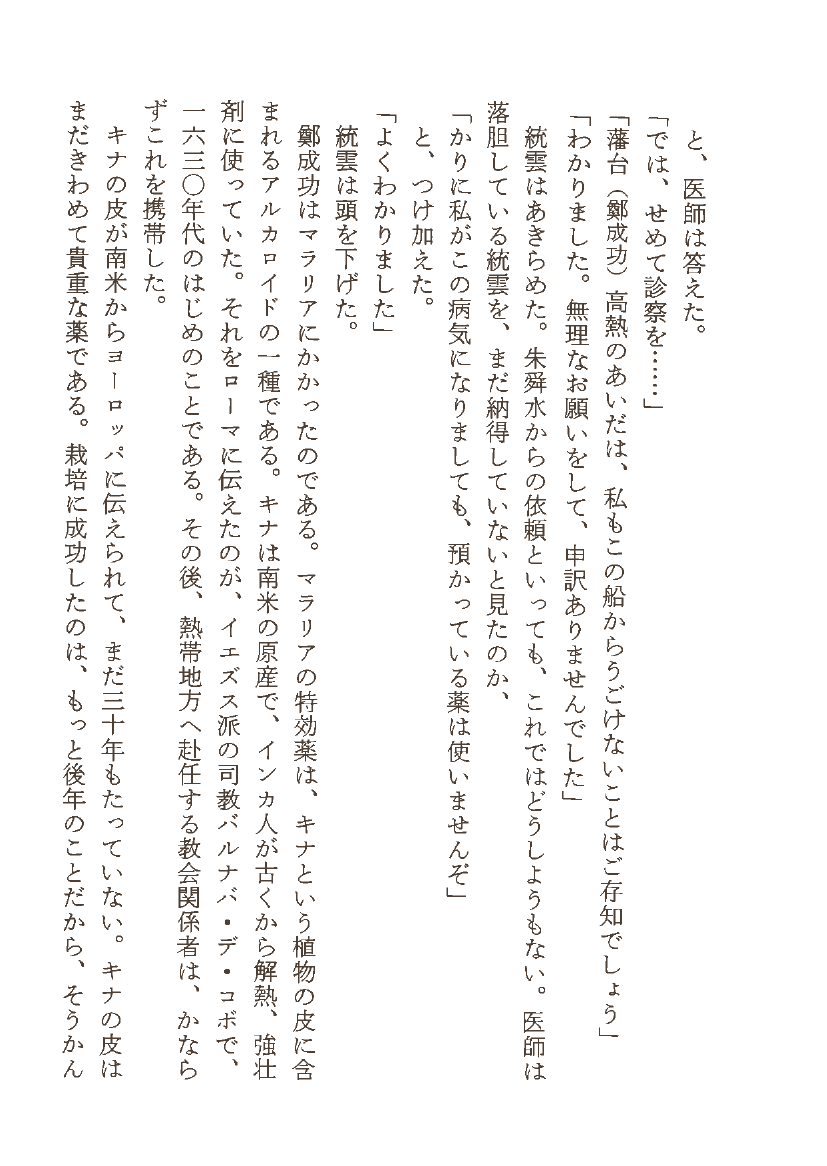 と、医師は答えた。
「では、せめて診察を……」
「藩台（鄭成功）高熱のあいだは、私もこの船からうごけないことはご存知でしょう」
「わかりました。無理なお願いをして、申訳ありませんでした」
統雲はあきらめた。朱舜水からの依頼といっても、これではどうしようもない。医師は
落胆している統雲を、まだ納得していないと見たのか、
「かりに私がこの病気になりましても、預かっている薬は使いませんぞ」
と、つけ加えた。
「よくわかりました」
統雲は頭を下げた。
鄭成功はマラリアにかかったのである。マラリアの特効薬は、キナという植物の皮に含
まれるアルカロイドの一種である。キナは南米の原産で、インカ人が古くから解熱、強壮
剤に使っていた。それをローマに伝えたのが、イエズス派の司教バルナバ・デ・コボで、
一六三〇年代のはじめのことである。その後、熱帯地方へ赴任する教会関係者は、かなら
ずこれを携帯した。
キナの皮が南米からヨーロッパに伝えられて、まだ三十年もたっていない。キナの皮は
まだきわめて貴重な薬である。栽培に成功したのは、もっと後年のことだから、そうかん